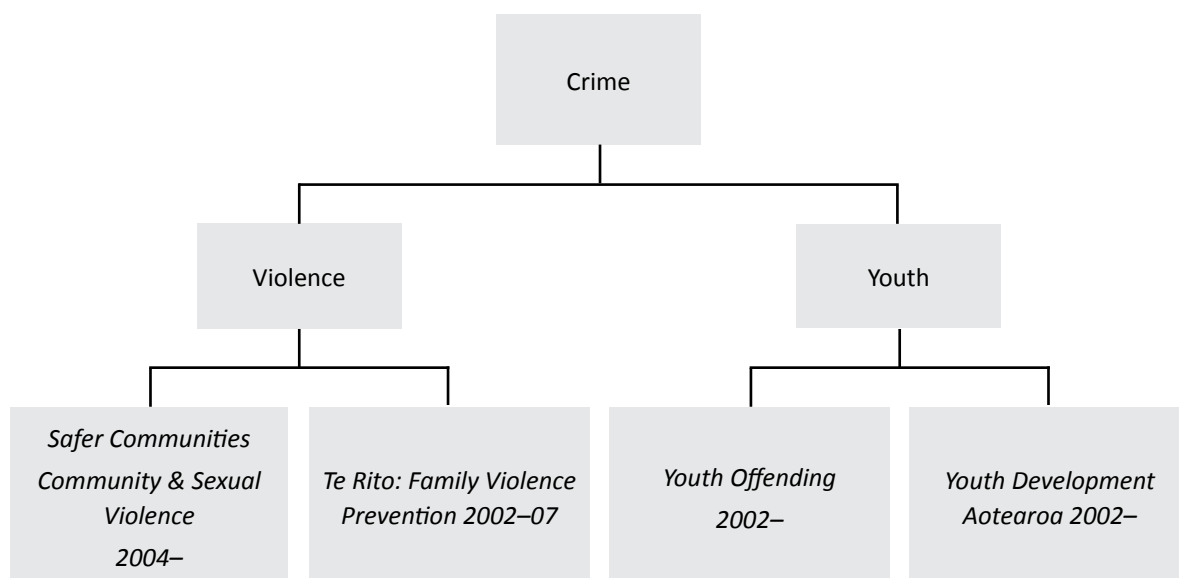 Crime
Violence
Youth
Safer Communities
Community & Sexual
Violence
2004–
Te Rito: Family Violence
Prevention 2002–07
Youth Offending
2002–
Youth Development
Aotearoa 2002–